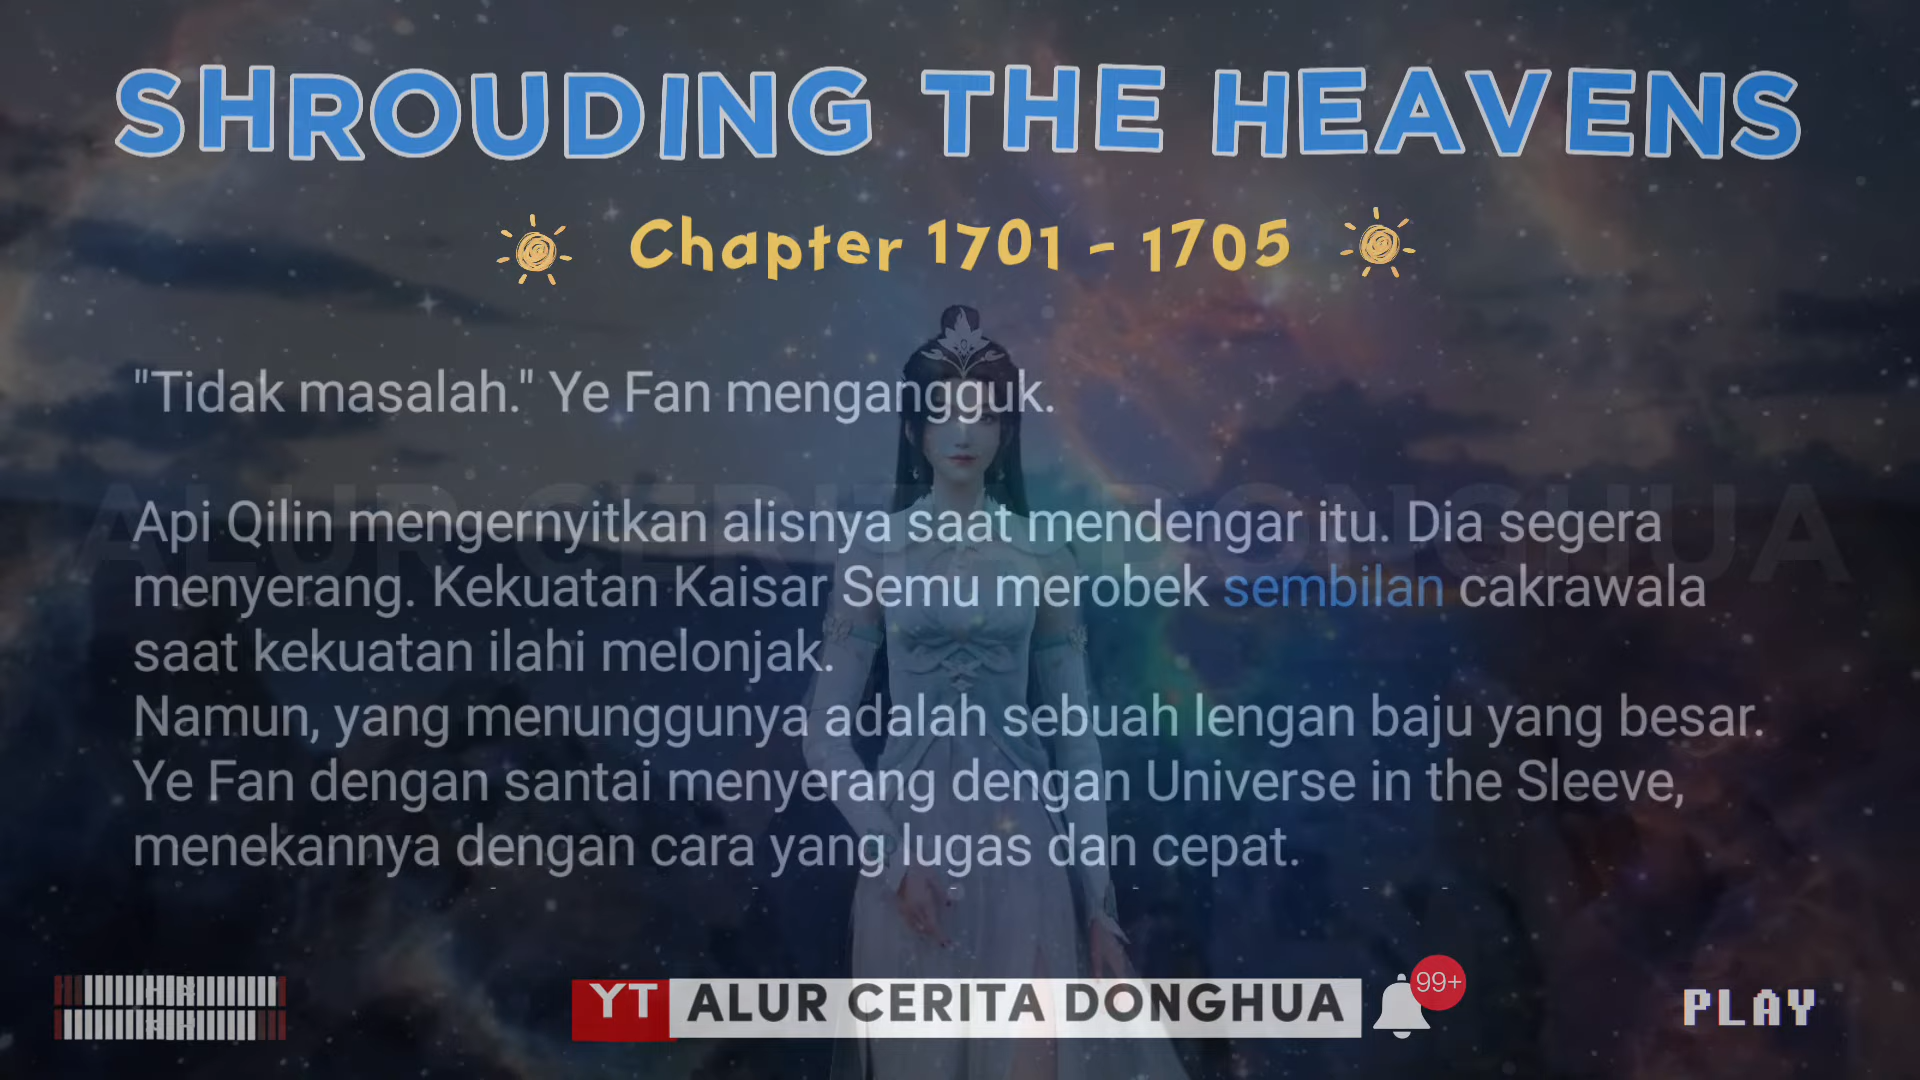 SHROUDING THE HEAVENS
Chapter 1701 - 1705
"Tidak masalah." Ye Fan mengangguk.
ALUR CERITA DONGHUA
Api Qilin mengernyitkan alisnya saat mendengar itu. Dia segera
menyerang. Kekuatan Kaisar Semu merobek sembilan cakrawala
saat kekuatan ilahi melonjak.
Namun, yang menunggunya adalah sebuah lengan baju yang besar.
Ye Fan dengan santai menyerang dengan Universe in the Sleeve,
menekannya dengan cara yang lugas dan cepat.
YT ALUR CERITA DONGHUA 99+
PLAY